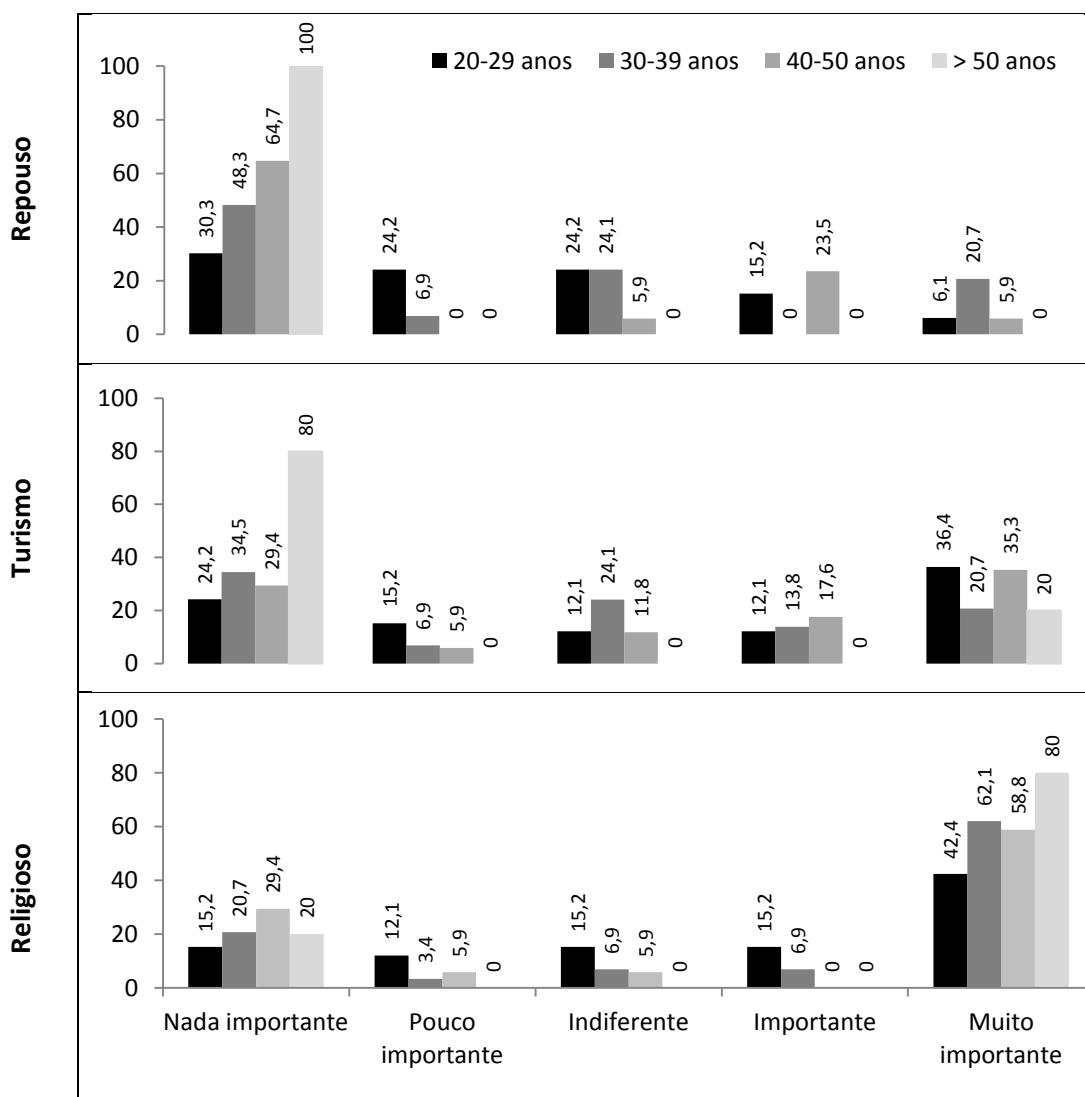 Repouso
20-29 anos 30-39 anos 40-50 anos > 50 anos
100
80
60
40
20
0
30,3 48,3 64,7 100
24,2 6,9 0 0
24,2 24,1 5,9 0
15,2 0 23,5 0
6,1 20,7 5,9 0
Turismo
100
80
60
40
20
0
24,2 34,5 29,4 80
15,2 6,9 5,9 0
12,1 24,1 11,8 0
12,1 13,8 17,6 0
36,4 20,7 35,3 20
Religioso
100
80
60
40
20
0
15,2 20,7 29,4 20
12,1 3,4 5,9 0
15,2 6,9 5,9 0
15,2 6,9 0 0
42,4 62,1 58,8 80
Nada importante
Pouco
importante
Indiferente
Importante
Muito
importante